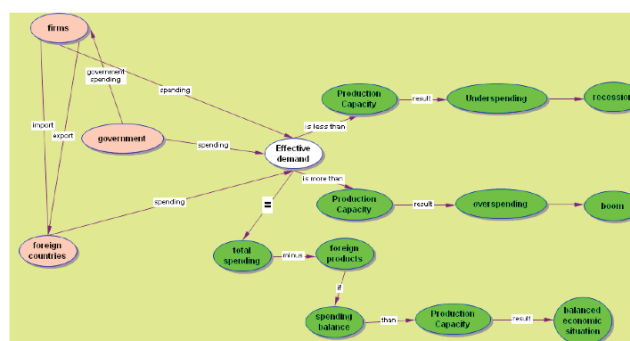 firms
government
spending
spending
import
export
government
spending
foreign
countries
spending
Effective
demand
is less than
Production
Capacity
result
Underspending
recession
is more than
Production
Capacity
result
overspending
boom
=
total
spending
minus
foreign
products
if
spending
balance
than
Production
Capacity
result
balanced
economic
situation